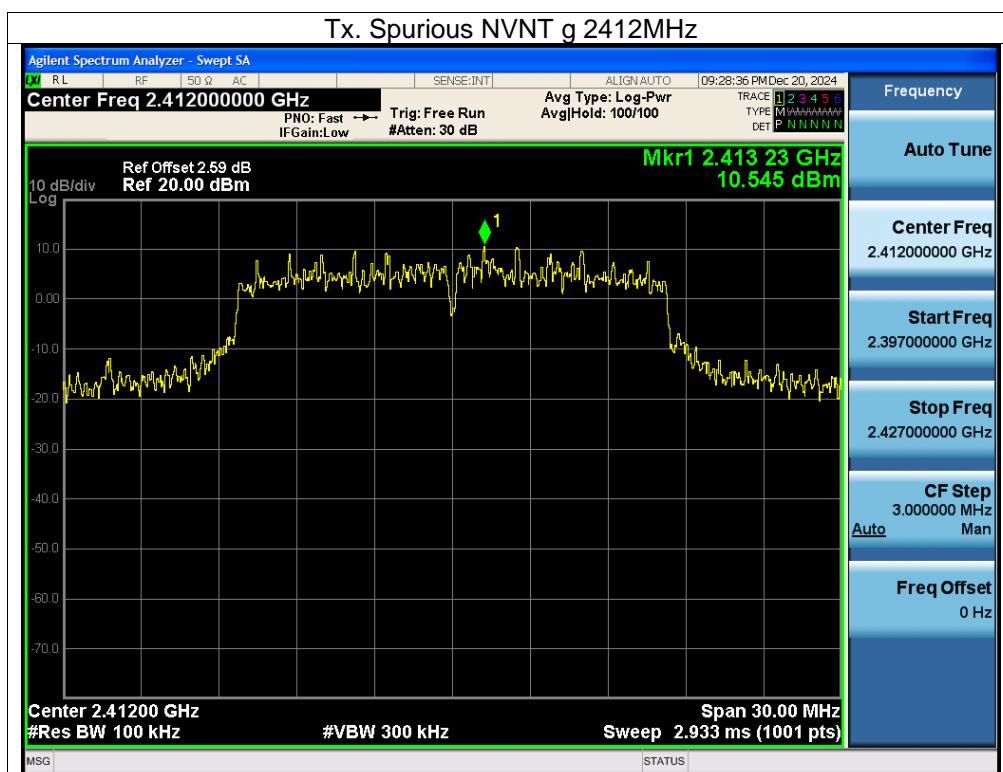 Tx. Spurious NVNT g 2412MHz
Agilent Spectrum Analyzer - Swept SA
LXI RL RF 50 Ω AC SENSE:INT ALIGN AUTO 09:28:36 PM Dec 20, 2024
Center Freq 2.412000000 GHz
PNO: Fast
IFGain:Low
Trig: Free Run
#Atten: 30 dB
Avg Type: Log-Pwr
Avg|Hold: 100/100
TRACE 1 2 3 4 5 6
TYPE M W W W W W
DET P N N N N N
Ref Offset 2.59 dB
10 dB/div Ref 20.00 dBm
Log
Mkr1 2.413 23 GHz
10.545 dBm
1
10.0
0.00
-10.0
-20.0
-30.0
-40.0
-50.0
-60.0
-70.0
Center 2.41200 GHz Span 30.00 MHz
#Res BW 100 kHz #VBW 300 kHz Sweep 2.933 ms (1001 pts)
MSG STATUS
Frequency
Auto Tune
Center Freq
2.412000000 GHz
Start Freq
2.397000000 GHz
Stop Freq
2.427000000 GHz
CF Step
3.000000 MHz
Auto Man
Freq Offset
0 Hz